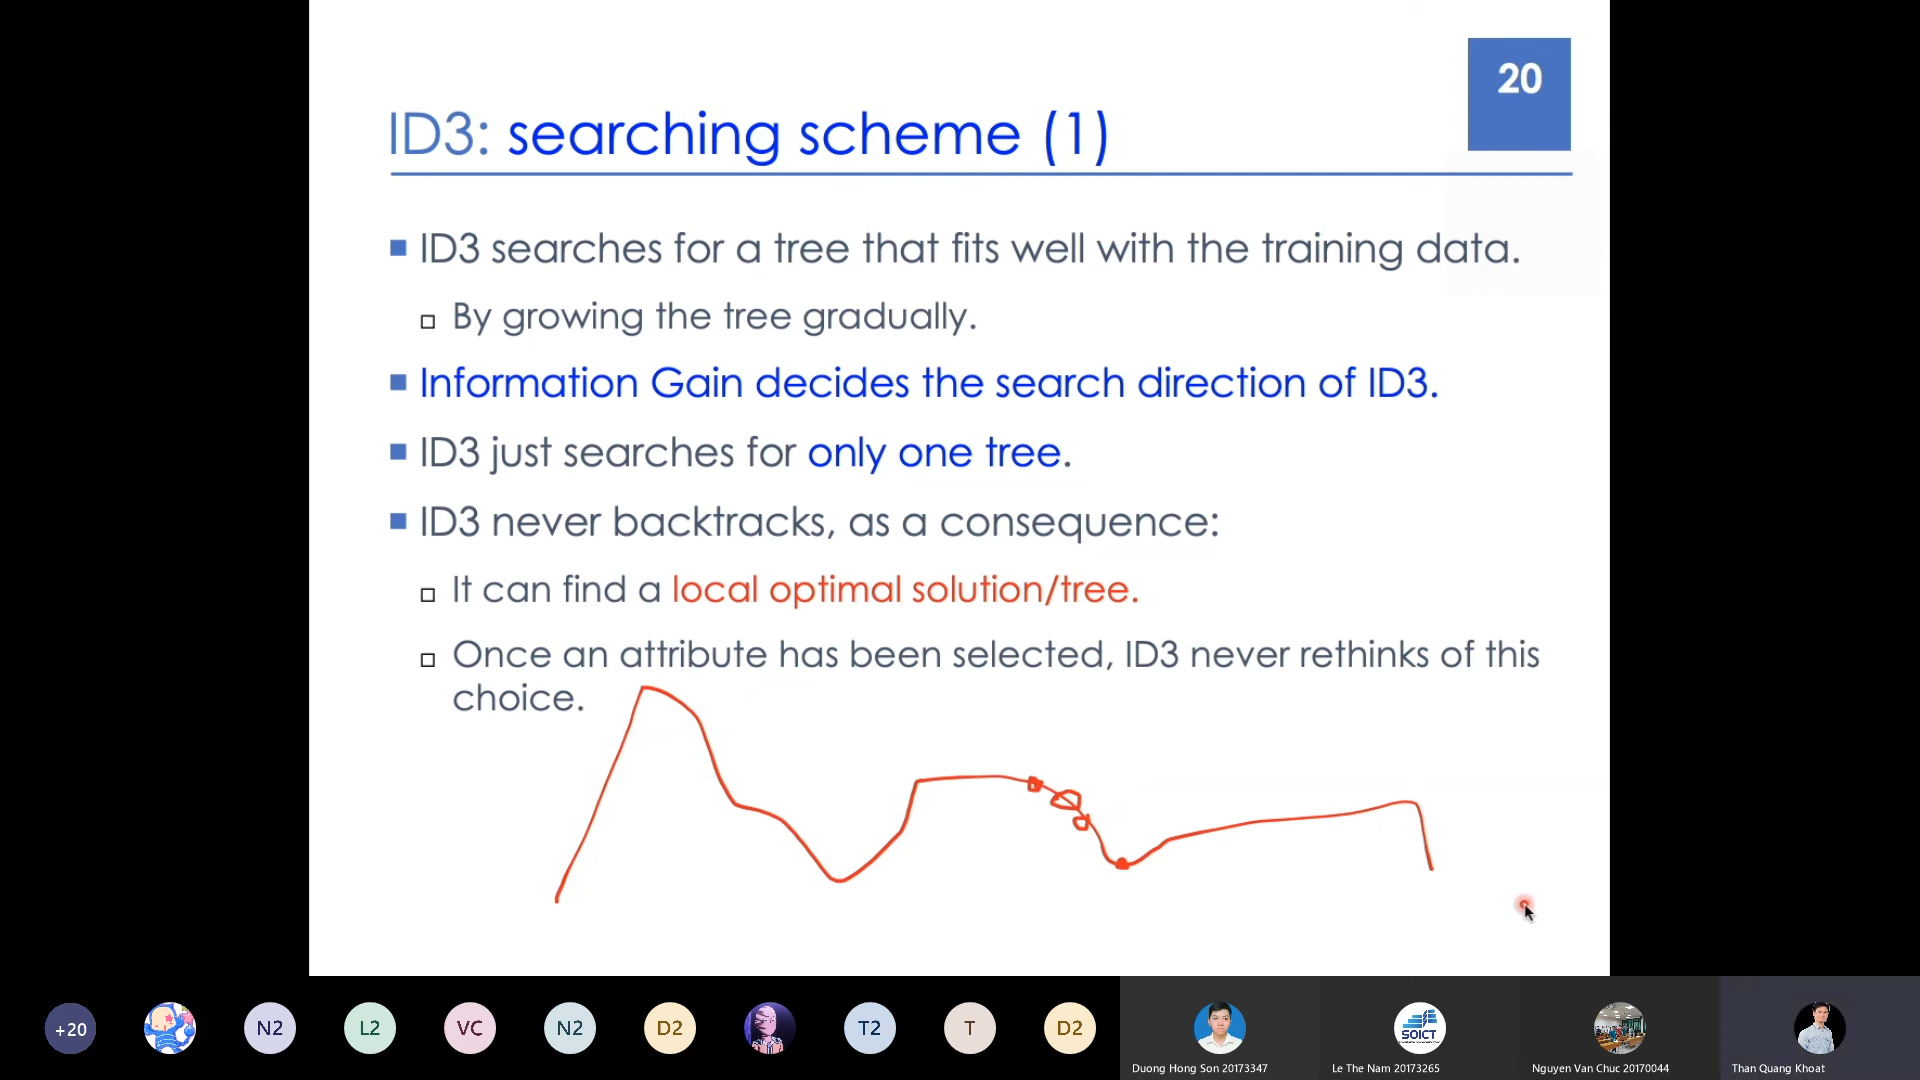 20
ID3: searching scheme (1)
ID3 searches for a tree that fits well with the training data.
By growing the tree gradually.
Information Gain decides the search direction of ID3.
ID3 just searches for only one tree.
ID3 never backtracks, as a consequence:
It can find a local optimal solution/tree.
Once an attribute has been selected, ID3 never rethinks of this
choice.
+20
N2
L2
VC
N2
D2
T2
T
D2
SOICT
Duong Hong Son 20173347
Le The Nam 20173265
Nguyen Van Chuc 20170044
Than Quang Khoat